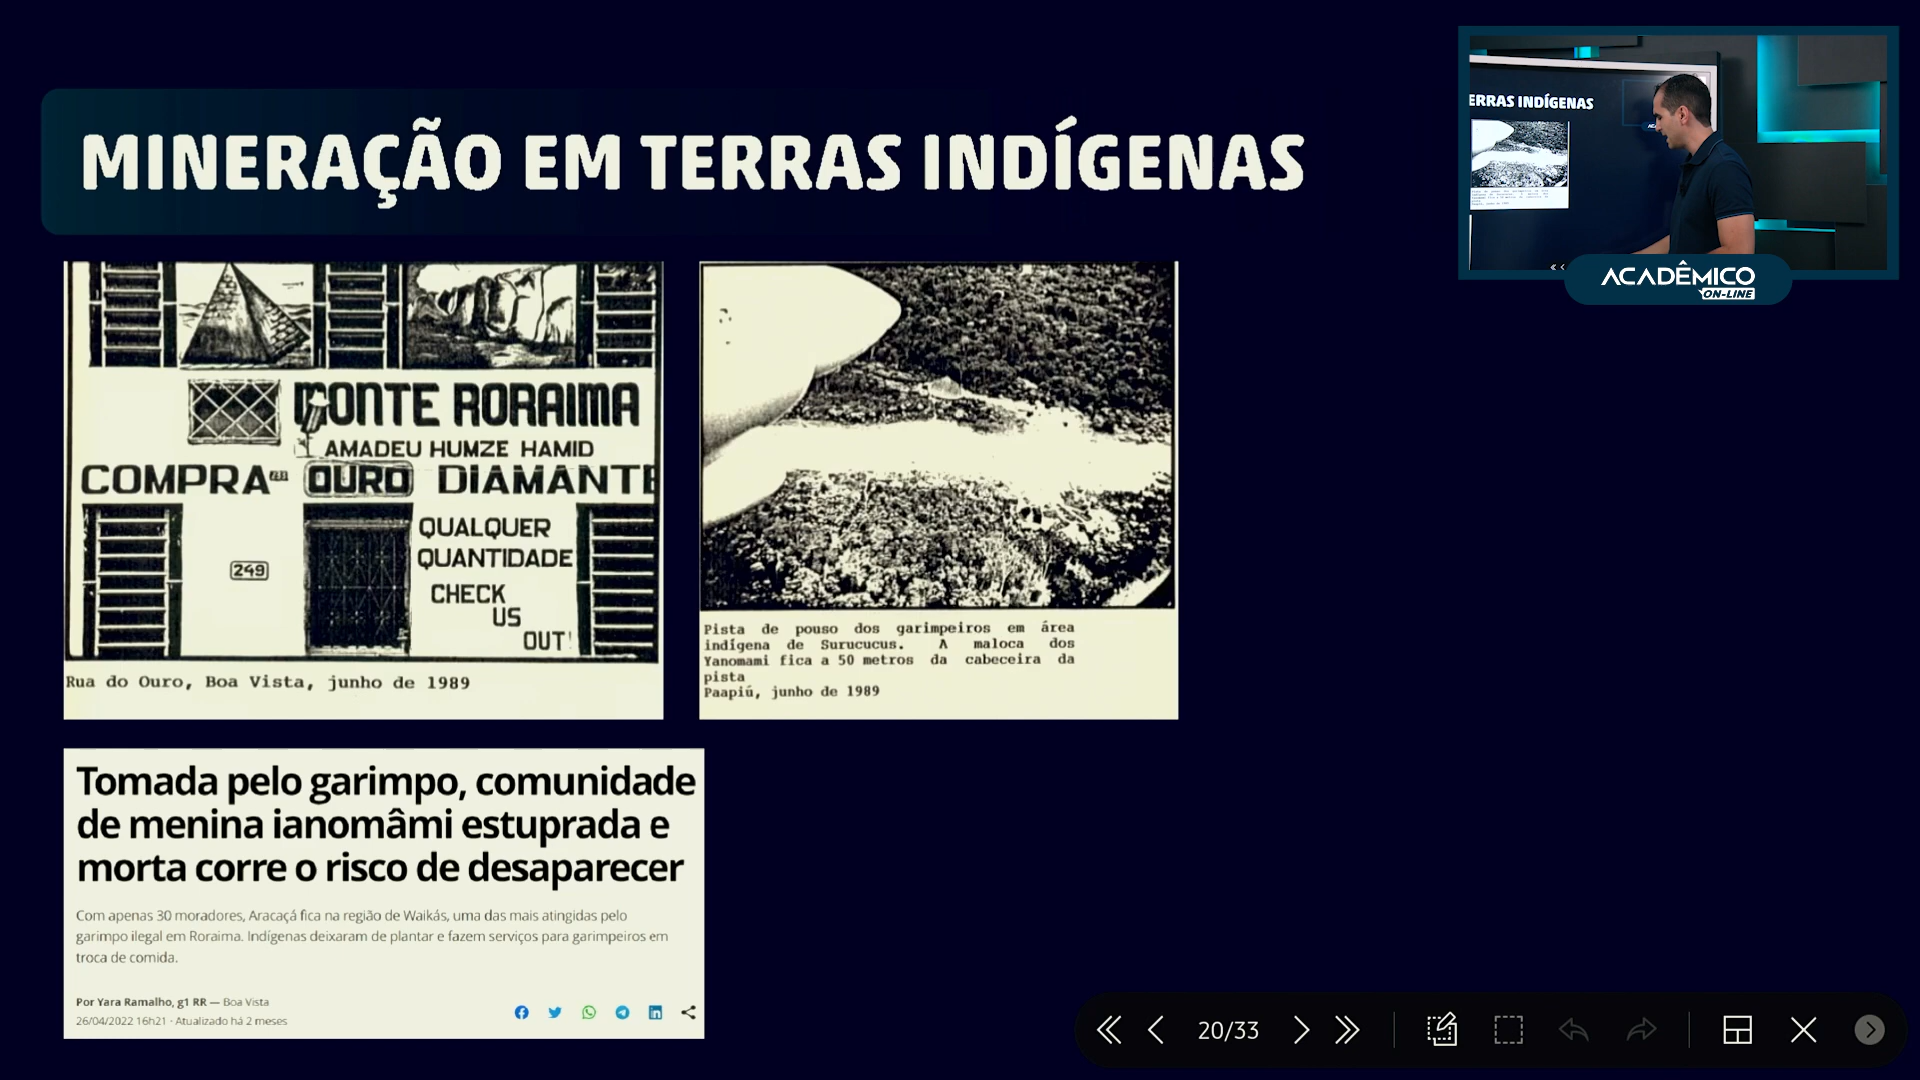 MINERAÇÃO EM TERRAS INDÍGENAS
ERRAS INDÍGENAS
ACADÊMICO
ON-LINE
MONTE RORAIMA
AMADEU HUMZE HAMID
COMPRA OURO DIAMANTE
QUALQUER
QUANTIDADE
249
CHECK
US
OUT!
Rua do Ouro, Boa Vista, junho de 1989
Pista de pouso dos garimpeiros em área
indígena de Surucucus. A maloca dos
Yanomami fica a 50 metros da cabeceira da
pista
Paapiú, junho de 1989
Tomada pelo garimpo, comunidade
de menina ianomâmi estuprada e
morta corre o risco de desaparecer
Com apenas 30 moradores, Aracaçá fica na região de Waikás, uma das mais atingidas pelo
garimpo ilegal em Roraima. Indígenas deixaram de plantar e fazem serviços para garimpeiros em
troca de comida.
Por Yara Ramalho, g1 RR — Boa Vista
26/04/2022 16h21 · Atualizado há 2 meses
20/33